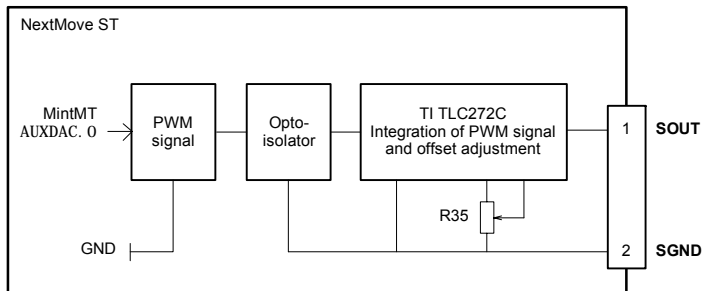 NextMove ST
MintMT
AUXDAC.0
PWM
signal
Opto-
isolator
TI TLC272C
Integration of PWM signal
and offset adjustment
1
SOUT
R35
GND
2
SGND